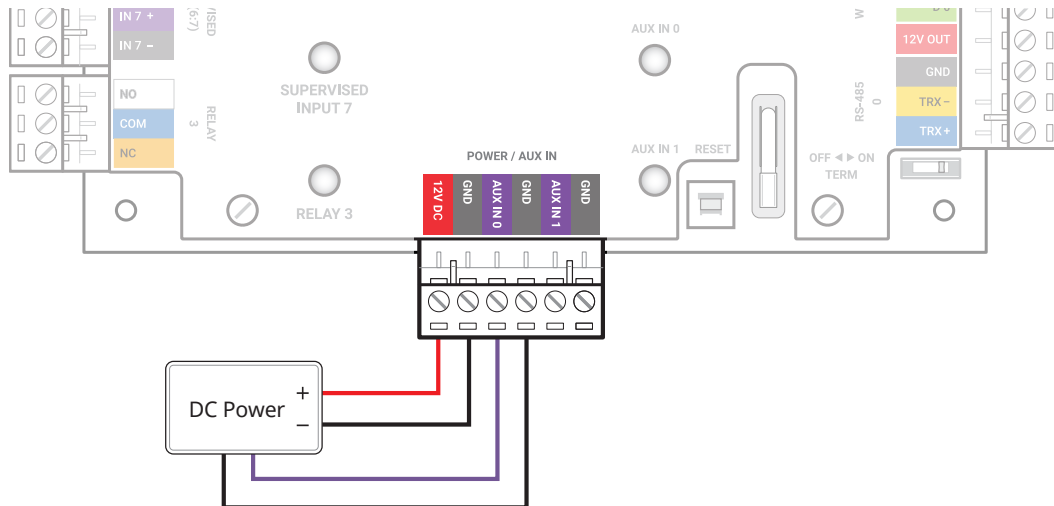 IN 7 +
IN 7 –
(6:7)
NO
COM
NC
RELAY
3
SUPERVISED
INPUT 7
RELAY 3
POWER / AUX IN
12V DC
GND
AUX IN 0
GND
AUX IN 1
GND
AUX IN 0
AUX IN 1
RESET
OFF ◄ ► ON
TERM
W
12V OUT
GND
TRX –
TRX +
RS-485
0
DC Power
+
–